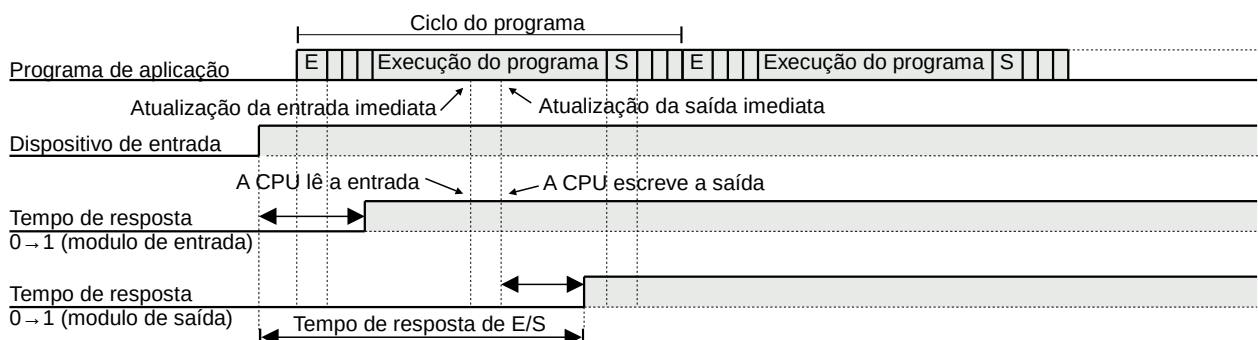 Ciclo do programa
Programa de aplicação
E
Execução do programa
S
E
Execução do programa
S
Atualização da entrada imediata
Atualização da saída imediata
Dispositivo de entrada
A CPU lê a entrada
A CPU escreve a saída
Tempo de resposta
0→1 (modulo de entrada)
Tempo de resposta
0→1 (modulo de saída)
Tempo de resposta de E/S